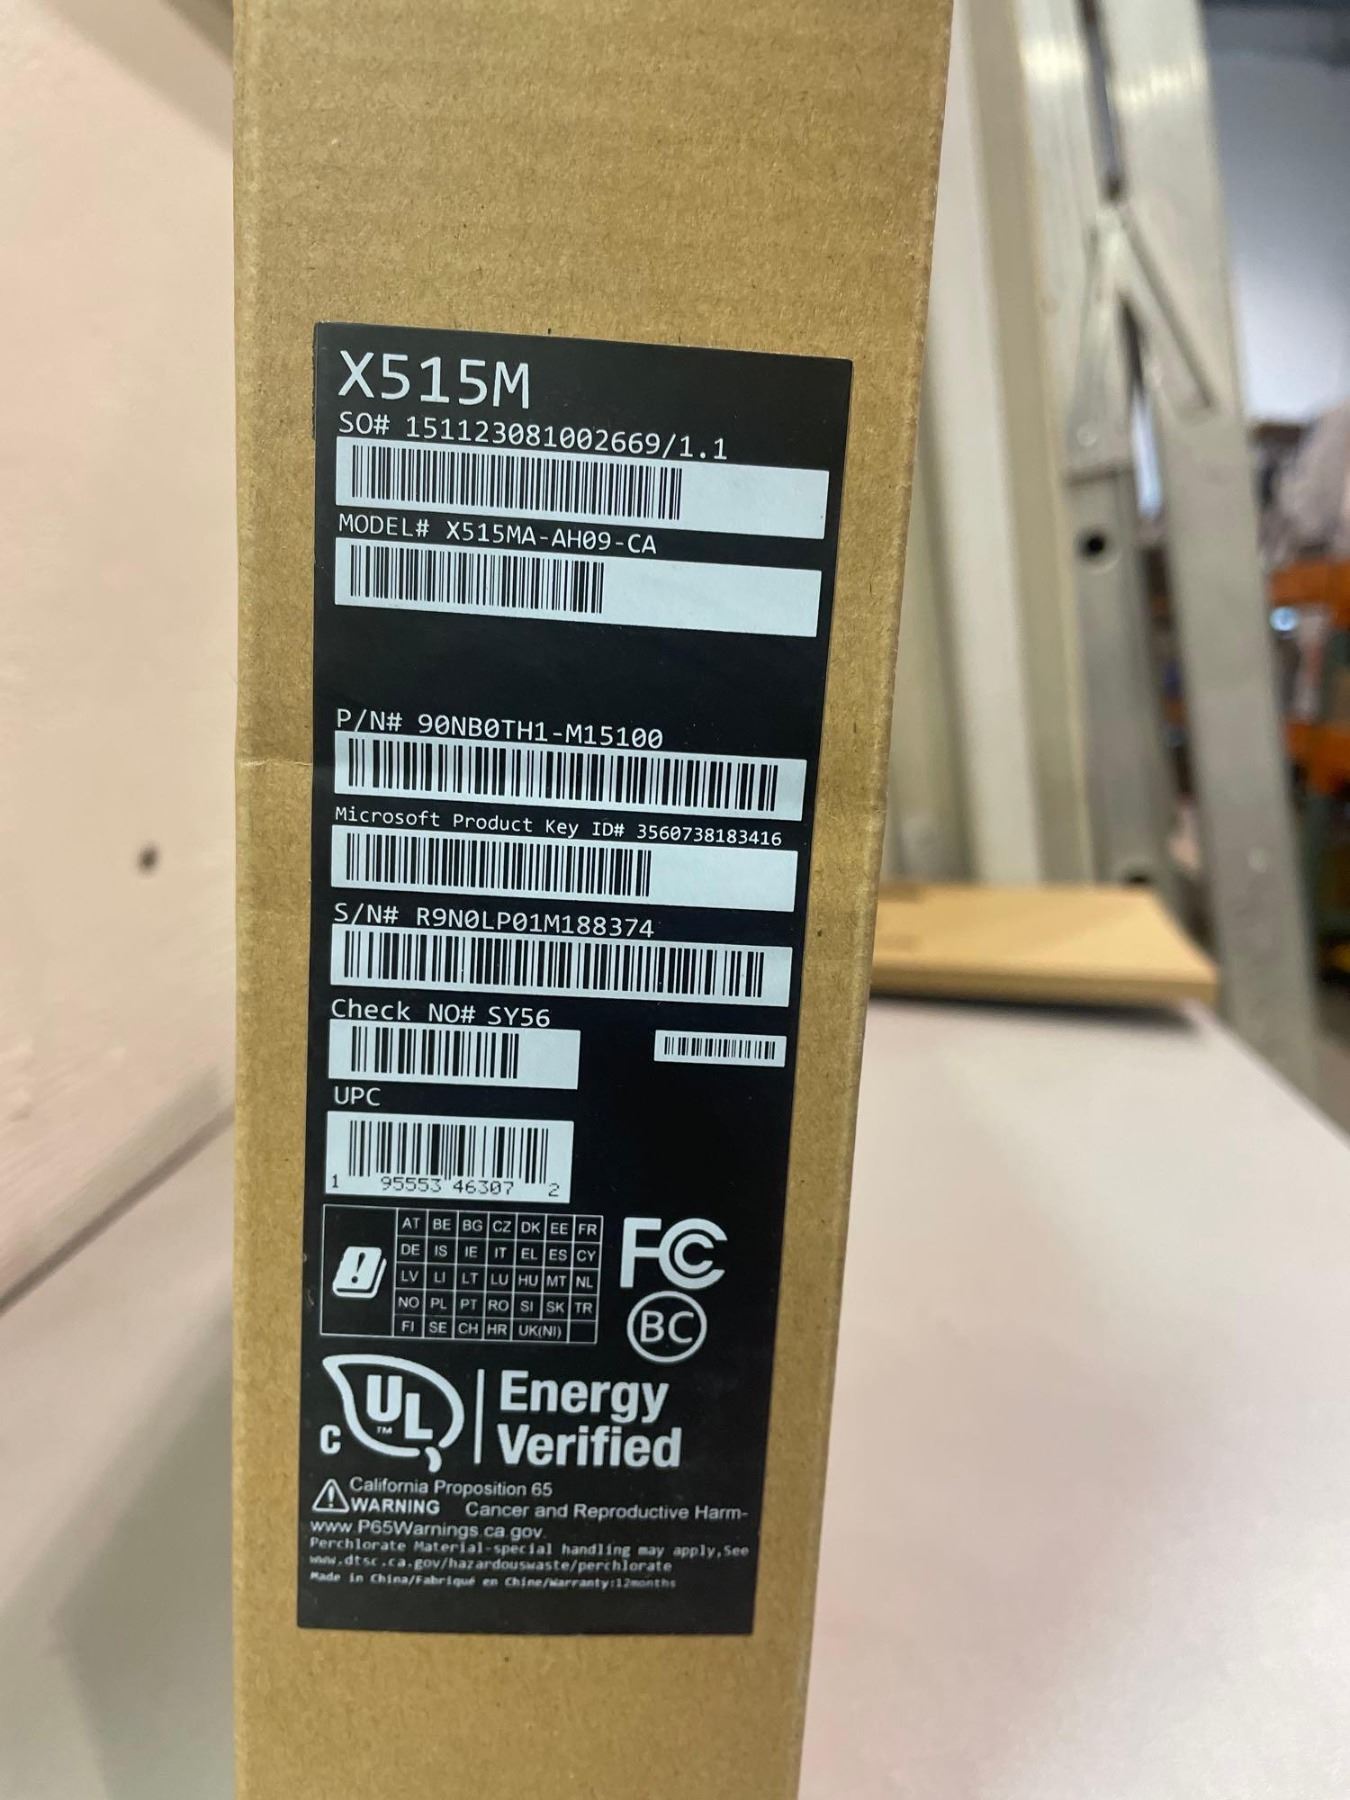 X515M
SO# 151123081002669/1.1
MODEL# X515MA-AH09-CA
P/N# 90NB0TH1-M15100
Microsoft Product Key ID# 3560738183416
S/N# R9N0LP01M188374
Check NO# SY56
UPC
1 95553 46307 2
AT BE BG CZ DK EE FR
DE IS IE IT EL ES CY
LV LI LT LU HU MT NL
NO PL PT RO SI SK TR
FI SE CH HR UK(NI)
FC
BC
C UL™ Energy
Verified
California Proposition 65
WARNING Cancer and Reproductive Harm-
www.P65Warnings.ca.gov.
Perchlorate Material-special handling may apply,See
www.dtsc.ca.gov/hazardouswaste/perchlorate
Made in China/Fabriqué en Chine/Warranty:12months